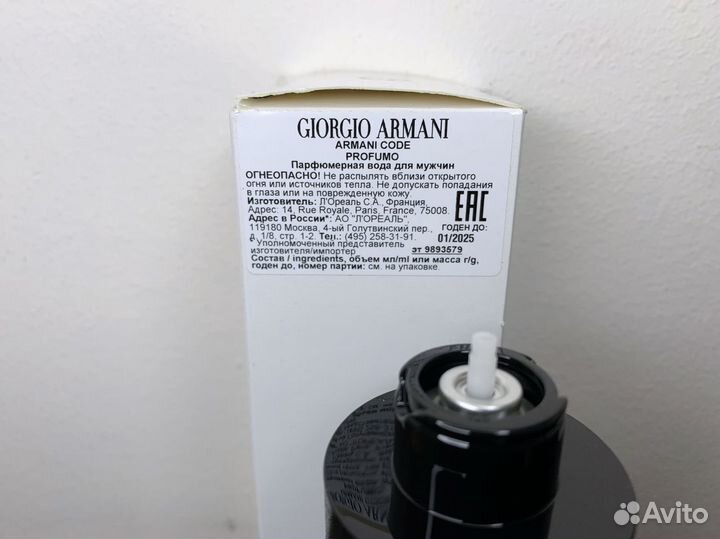 GIORGIO ARMANI
ARMANI CODE
PROFUMO
Парфюмерная вода для мужчин
ОГНЕОПАСНО! Не распылять вблизи открытого
огня или источников тепла. Не допускать попадания
в глаза или на поврежденную кожу.
Изготовитель: Л'Ореаль С.А., Франция,
Адрес: 14, Rue Royale, Paris, France, 75008.
Адрес в России*: АО "Л'ОРЕАЛЬ",
119180 Москва, 4-ый Голутвинский пер.,
д. 1/8, стр. 1-2. Тел.: (495) 258-31-91.
* Уполномоченный представитель
изготовителя/импортер
EAC
ГОДЕН ДО:
01/2025
эт 9893579
Состав / ingredients, объем мл/ml или масса г/g,
годен до, номер партии: см. на упаковке.
GIORGIO ARMANI
Avito